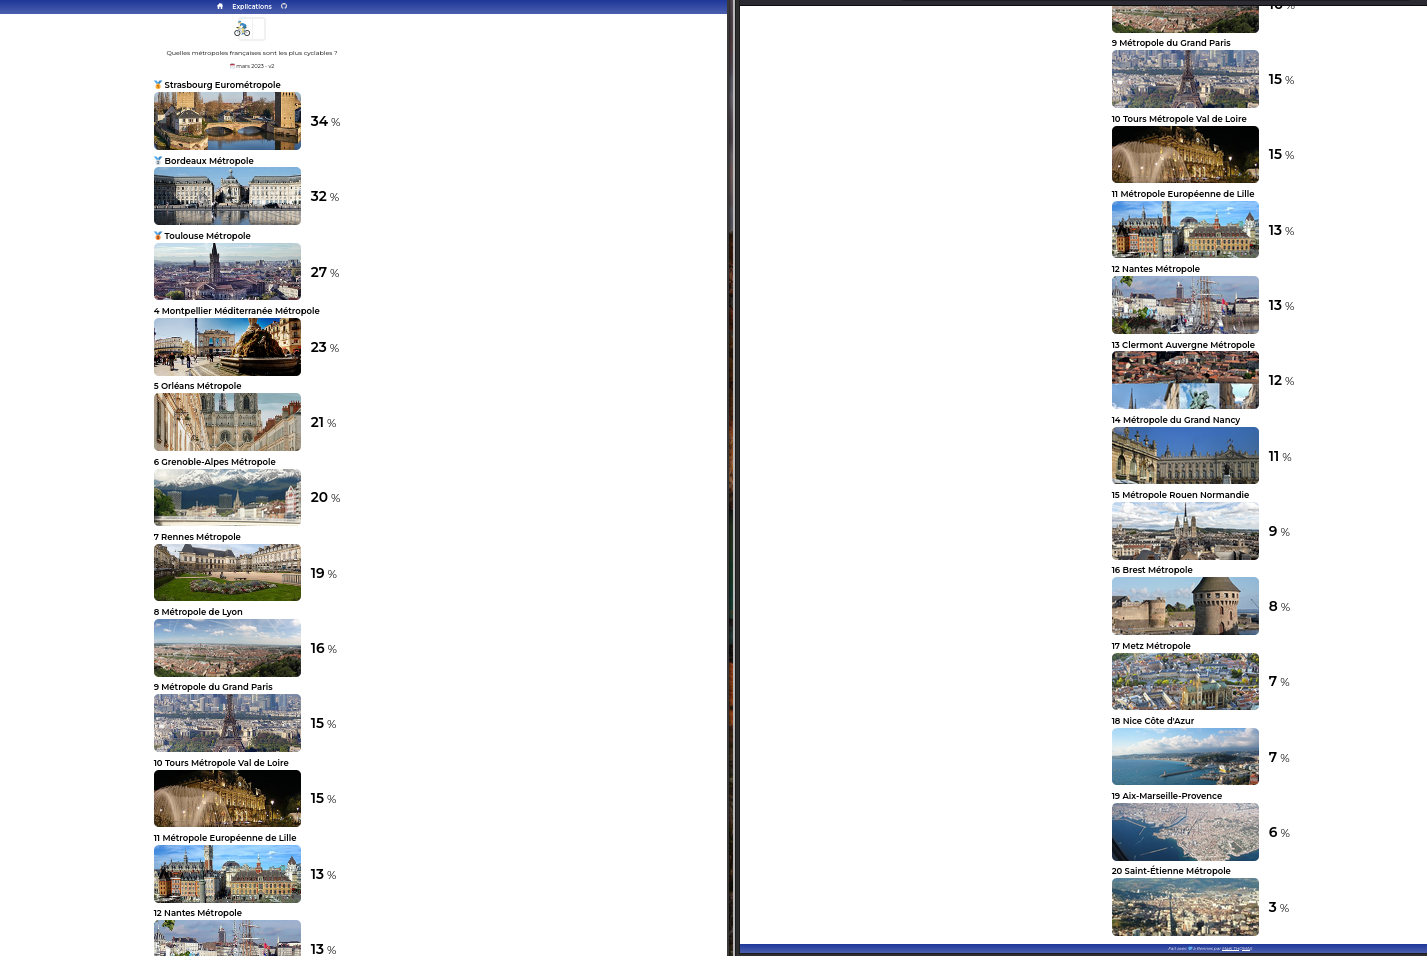 Explications
Quelles métropoles françaises sont les plus cyclables ?
mars 2023 - v2
Strasbourg Eurométropole
34 %
Bordeaux Métropole
32 %
Toulouse Métropole
27 %
4 Montpellier Méditerranée Métropole
23 %
5 Orléans Métropole
21 %
6 Grenoble-Alpes Métropole
20 %
7 Rennes Métropole
19 %
8 Métropole de Lyon
16 %
9 Métropole du Grand Paris
15 %
10 Tours Métropole Val de Loire
15 %
11 Métropole Européenne de Lille
13 %
12 Nantes Métropole
13 %
9 Métropole du Grand Paris
15 %
10 Tours Métropole Val de Loire
15 %
11 Métropole Européenne de Lille
13 %
12 Nantes Métropole
13 %
13 Clermont Auvergne Métropole
12 %
14 Métropole du Grand Nancy
11 %
15 Métropole Rouen Normandie
9 %
16 Brest Métropole
8 %
17 Metz Métropole
7 %
18 Nice Côte d'Azur
7 %
19 Aix-Marseille-Provence
6 %
20 Saint-Étienne Métropole
3 %